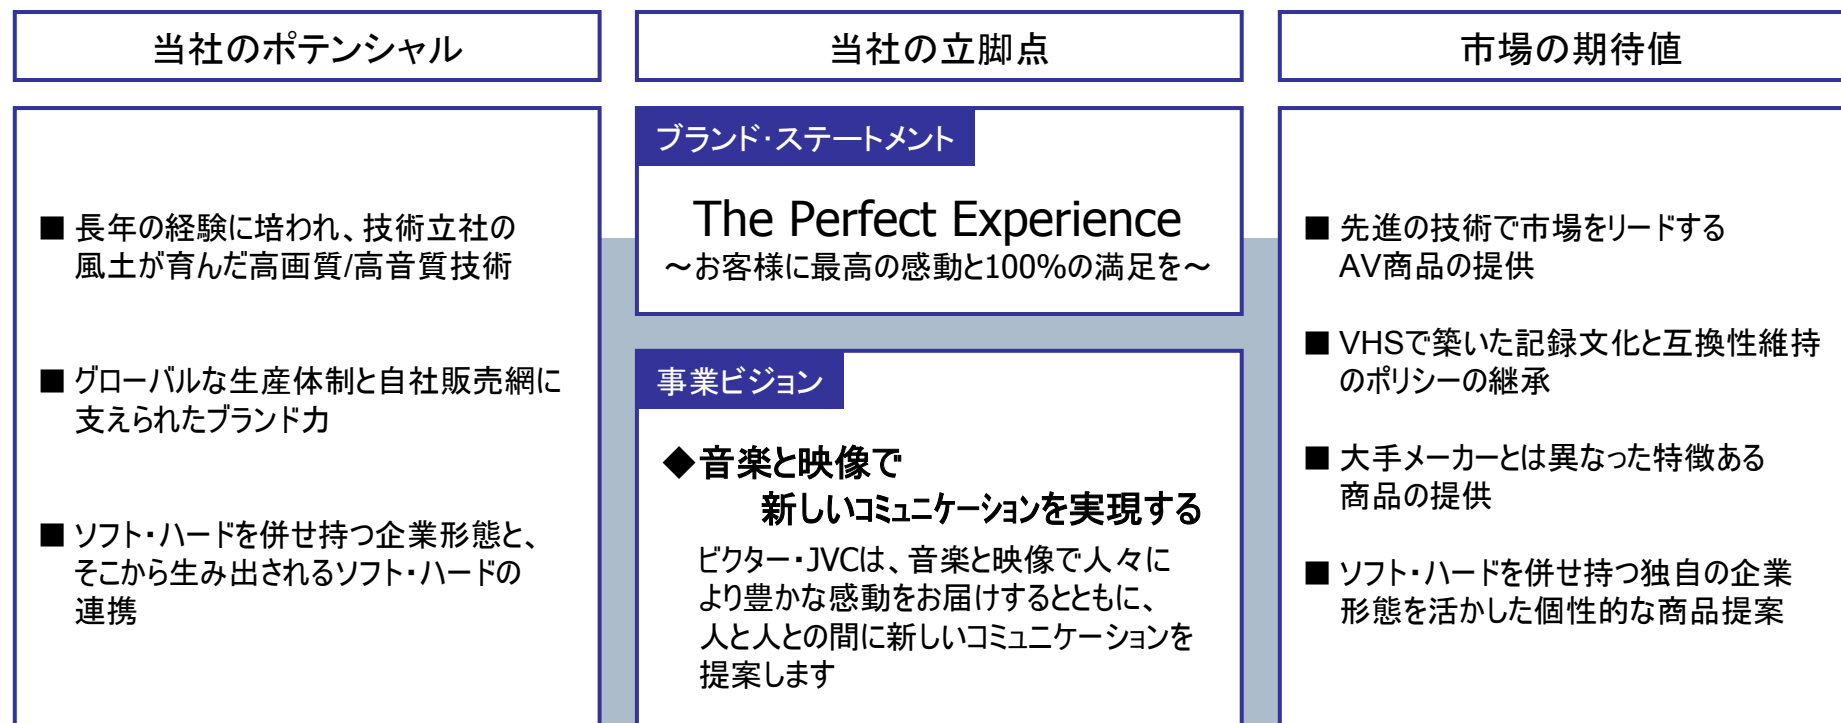 当社のポテンシャル
■ 長年の経験に培われ、技術立社の
風土が育んだ高画質/高音質技術
■ グローバルな生産体制と自社販売網に
支えられたブランド力
■ ソフト・ハードを併せ持つ企業形態と、
そこから生み出されるソフト・ハードの
連携
当社の立脚点
ブランド・ステートメント
The Perfect Experience
～お客様に最高の感動と100%の満足を～
事業ビジョン
◆音楽と映像で
新しいコミュニケーションを実現する
ビクター・JVCは、音楽と映像で人々に
より豊かな感動をお届けするとともに、
人と人との間に新しいコミュニケーションを
提案します
市場の期待値
■ 先進の技術で市場をリードする
AV商品の提供
■ VHSで築いた記録文化と互換性維持
のポリシーの継承
■ 大手メーカーとは異なった特徴ある
商品の提供
■ ソフト・ハードを併せ持つ独自の企業
形態を活かした個性的な商品提案